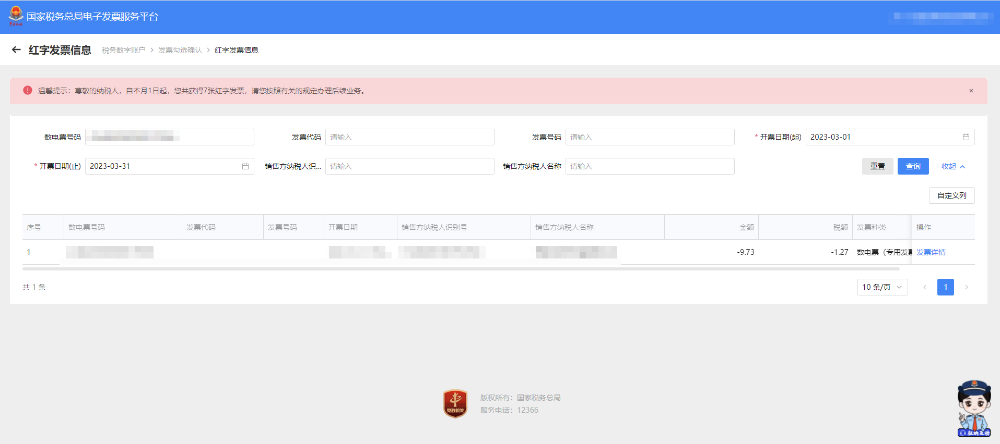 国家税务总局电子发票服务平台
红字发票信息 税务数字账户 > 发票勾选确认 > 红字发票信息
温馨提示：尊敬的纳税人，自本月1日起，您共获得7张红字发票，请您按照有关的规定办理后续业务。
数电票号码 发票代码 请输入 发票号码 请输入 * 开票日期(起) 2023-03-01
* 开票日期(止) 2023-03-31 销售方纳税人识... 请输入 销售方纳税人名称 请输入 重置 查询 收起
自定义列
序号 数电票号码 发票代码 发票号码 开票日期 销售方纳税人识别号 销售方纳税人名称 金额 税额 发票种类 操作
1 -9.73 -1.27 数电票（专用发票 发票详情
共 1 条 10 条/页 < 1 >
版权所有：国家税务总局
服务电话：12366
党政机关
征纳互动